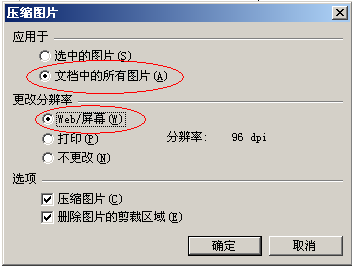 压缩图片
应用于
选中的图片(S)
文档中的所有图片(A)
更改分辨率
Web/屏幕(W)
打印(P) 分辨率: 96 dpi
不更改(N)
选项
压缩图片(C)
删除图片的剪裁区域(E)
确定 取消